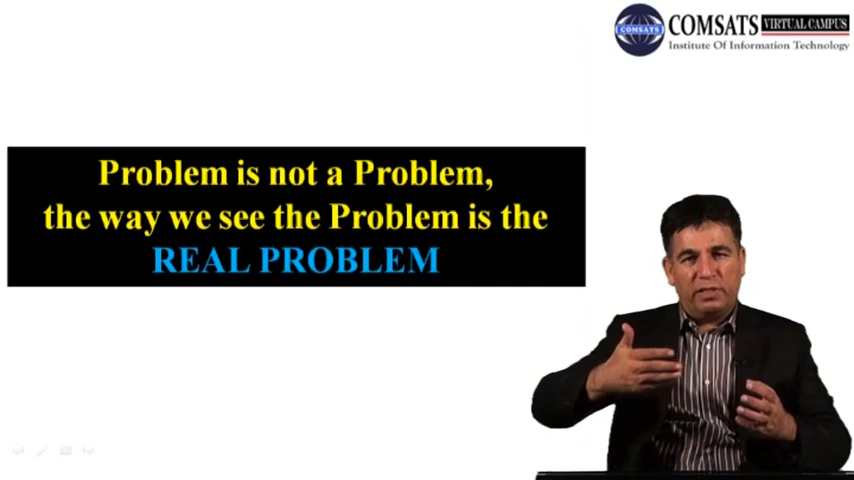 COMSATS VIRTUAL CAMPUS
Institute Of Information Technology
COMSATS
Problem is not a Problem,
the way we see the Problem is the
REAL PROBLEM